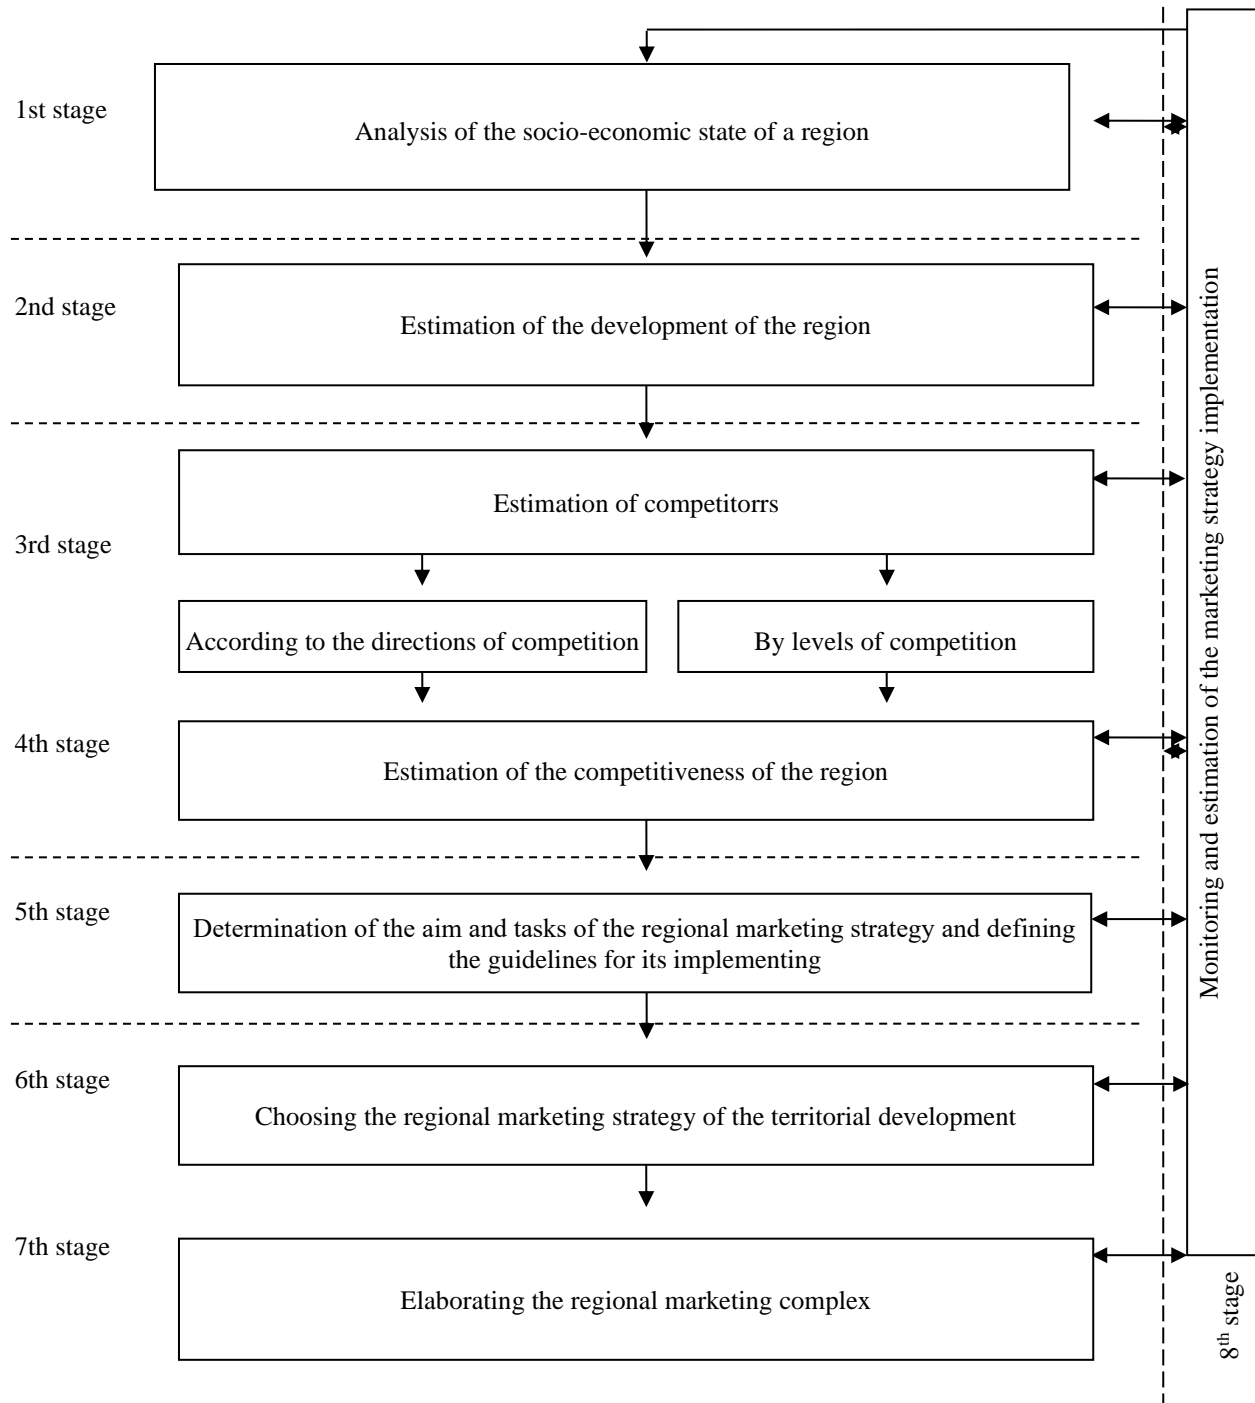 1st stage
Analysis of the socio-economic state of a region
2nd stage
Estimation of the development of the region
3rd stage
Estimation of competitorrs
According to the directions of competition
By levels of competition
4th stage
Estimation of the competitiveness of the region
5th stage
Determination of the aim and tasks of the regional marketing strategy and defining
the guidelines for its implementing
6th stage
Choosing the regional marketing strategy of the territorial development
7th stage
Elaborating the regional marketing complex
Monitoring and estimation of the marketing strategy implementation
8th stage